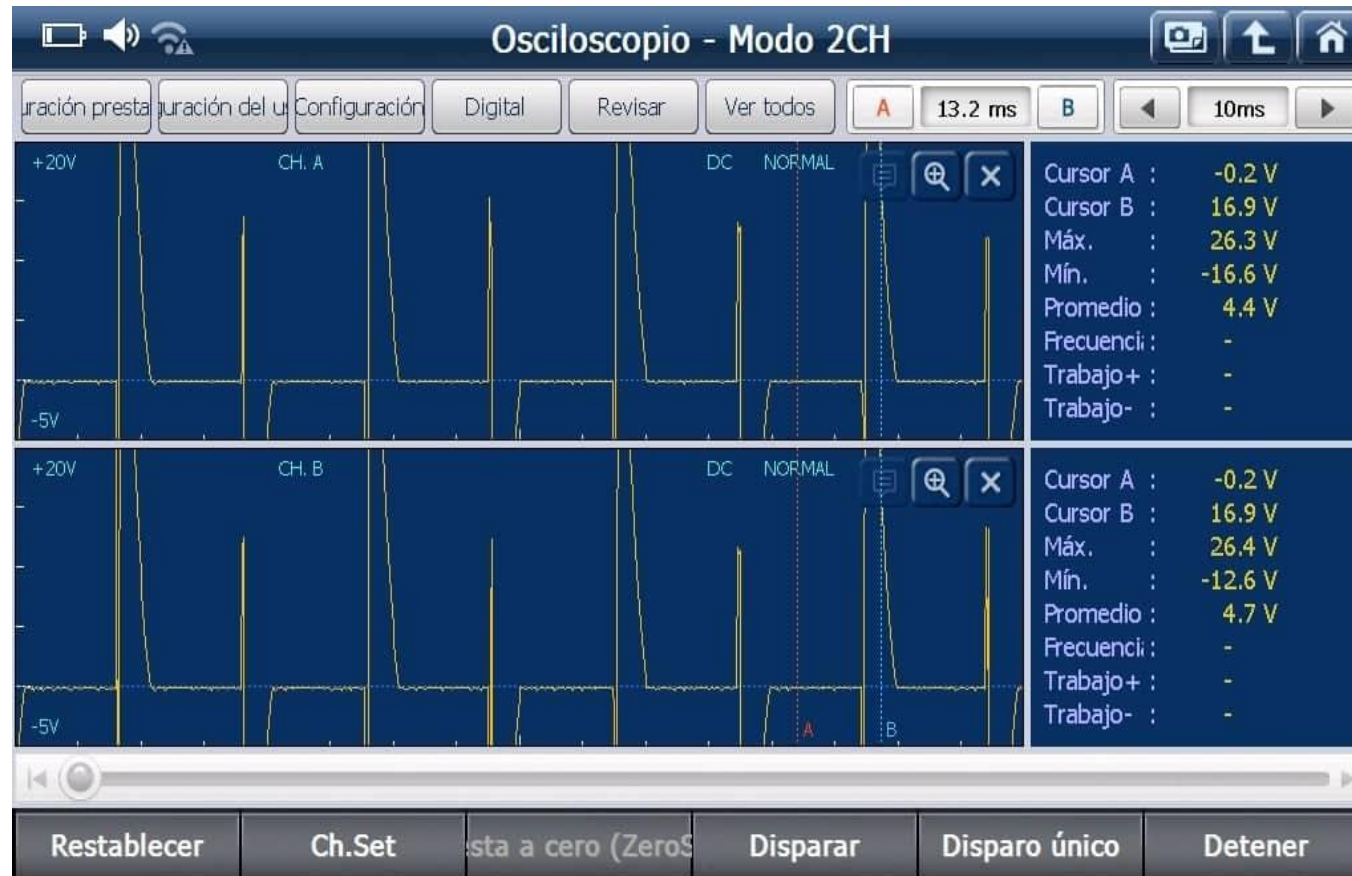 Osciloscopio - Modo 2CH
uración presta guración del u Configuración Digital Revisar Ver todos A 13.2 ms B 10ms
+20V CH. A DC NORMAL
-5V
Cursor A : -0.2 V
Cursor B : 16.9 V
Máx. : 26.3 V
Mín. : -16.6 V
Promedio : 4.4 V
Frecuenci : -
Trabajo+ : -
Trabajo- : -
+20V CH. B DC NORMAL
-5V A B
Cursor A : -0.2 V
Cursor B : 16.9 V
Máx. : 26.4 V
Mín. : -12.6 V
Promedio : 4.7 V
Frecuenci : -
Trabajo+ : -
Trabajo- : -
Restablecer Ch.Set sta a cero (ZeroS Disparar Disparo único Detener